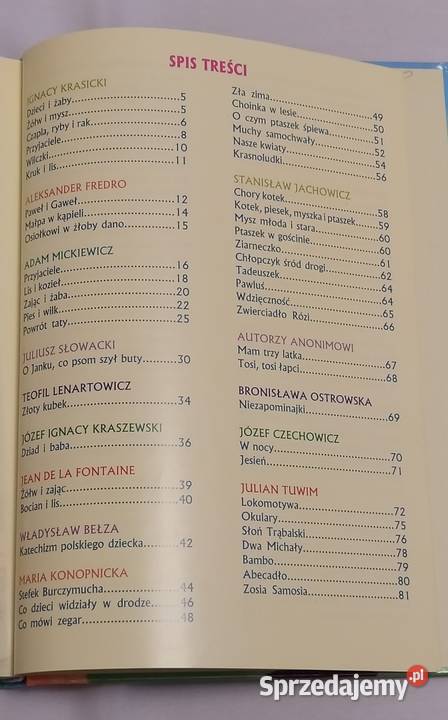 SPIS TREŚCI
IGNACY KRASICKI
Dzieci i żaby 5
Żółw i mysz 5
Czapla, ryby i rak 6
Przyjaciele 8
Wilczki 10
Kruk i lis 11
ALEKSANDER FREDRO
Paweł i Gaweł 12
Małpa w kąpieli 14
Osiołkowi w żłoby dano 15
ADAM MICKIEWICZ
Przyjaciele 16
Lis i kozieł 18
Zając i żaba 20
Pies i wilk 22
Powrót taty 25
JULIUSZ SŁOWACKI
O Janku, co psom szył buty 30
TEOFIL LENARTOWICZ
Złoty kubek 34
JÓZEF IGNACY KRASZEWSKI
Dziad i baba 36
JEAN DE LA FONTAINE
Żółw i zając 39
Bocian i lis 40
WŁADYSŁAW BEŁZA
Katechizm polskiego dziecka 42
MARIA KONOPNICKA
Stefek Burczymucha 44
Co dzieci widziały w drodze 46
Co mówi zegar 48
Zła zima 49
Choinka w lesie 50
O czym ptaszek śpiewa 51
Muchy samochwały 52
Nasze kwiaty 54
Krasnoludki 56
STANISŁAW JACHOWICZ
Chory kotek 58
Kotek, piesek, myszka i ptaszek 59
Mysz młoda i stara 60
Ptaszek w gościnie 60
Ziarneczko 61
Chłopczyk śród drogi 62
Tadeuszek 64
Pawluś 64
Wdzięczność 65
Zwierciadło Rózi 66
AUTORZY ANONIMOWI
Mam trzy latka 67
Tosi, tosi łapci 68
BRONISŁAWA OSTROWSKA
Niezapominajki 69
JÓZEF CZECHOWICZ
W nocy 70
Jesień 71
JULIAN TUWIM
Lokomotywa 72
Okulary 75
Słoń Trąbalski 76
Dwa Michały 78
Bambo 79
Abecadło 80
Zosia Samosia 81
Sprzedajemy.pl